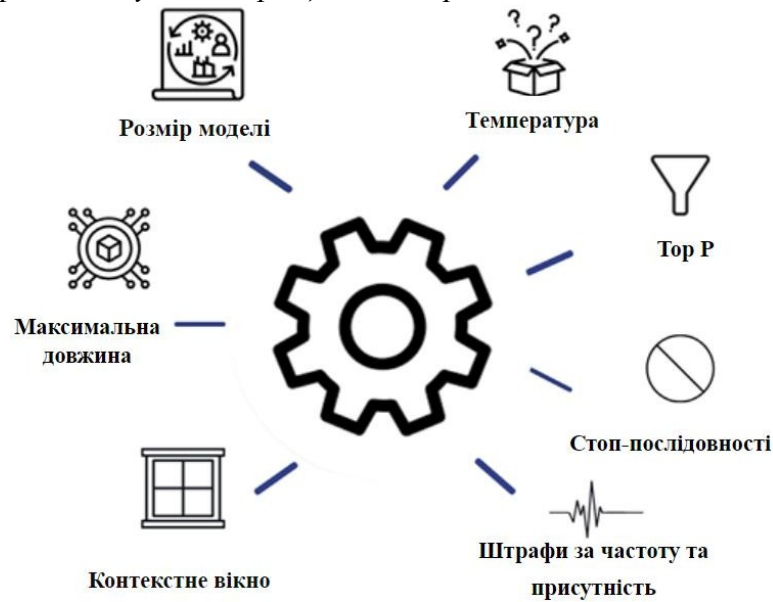 Розмір моделі
Температура
Top P
Максимальна
довжина
Стоп-послідовності
Штрафи за частоту та
присутність
Контекстне вікно